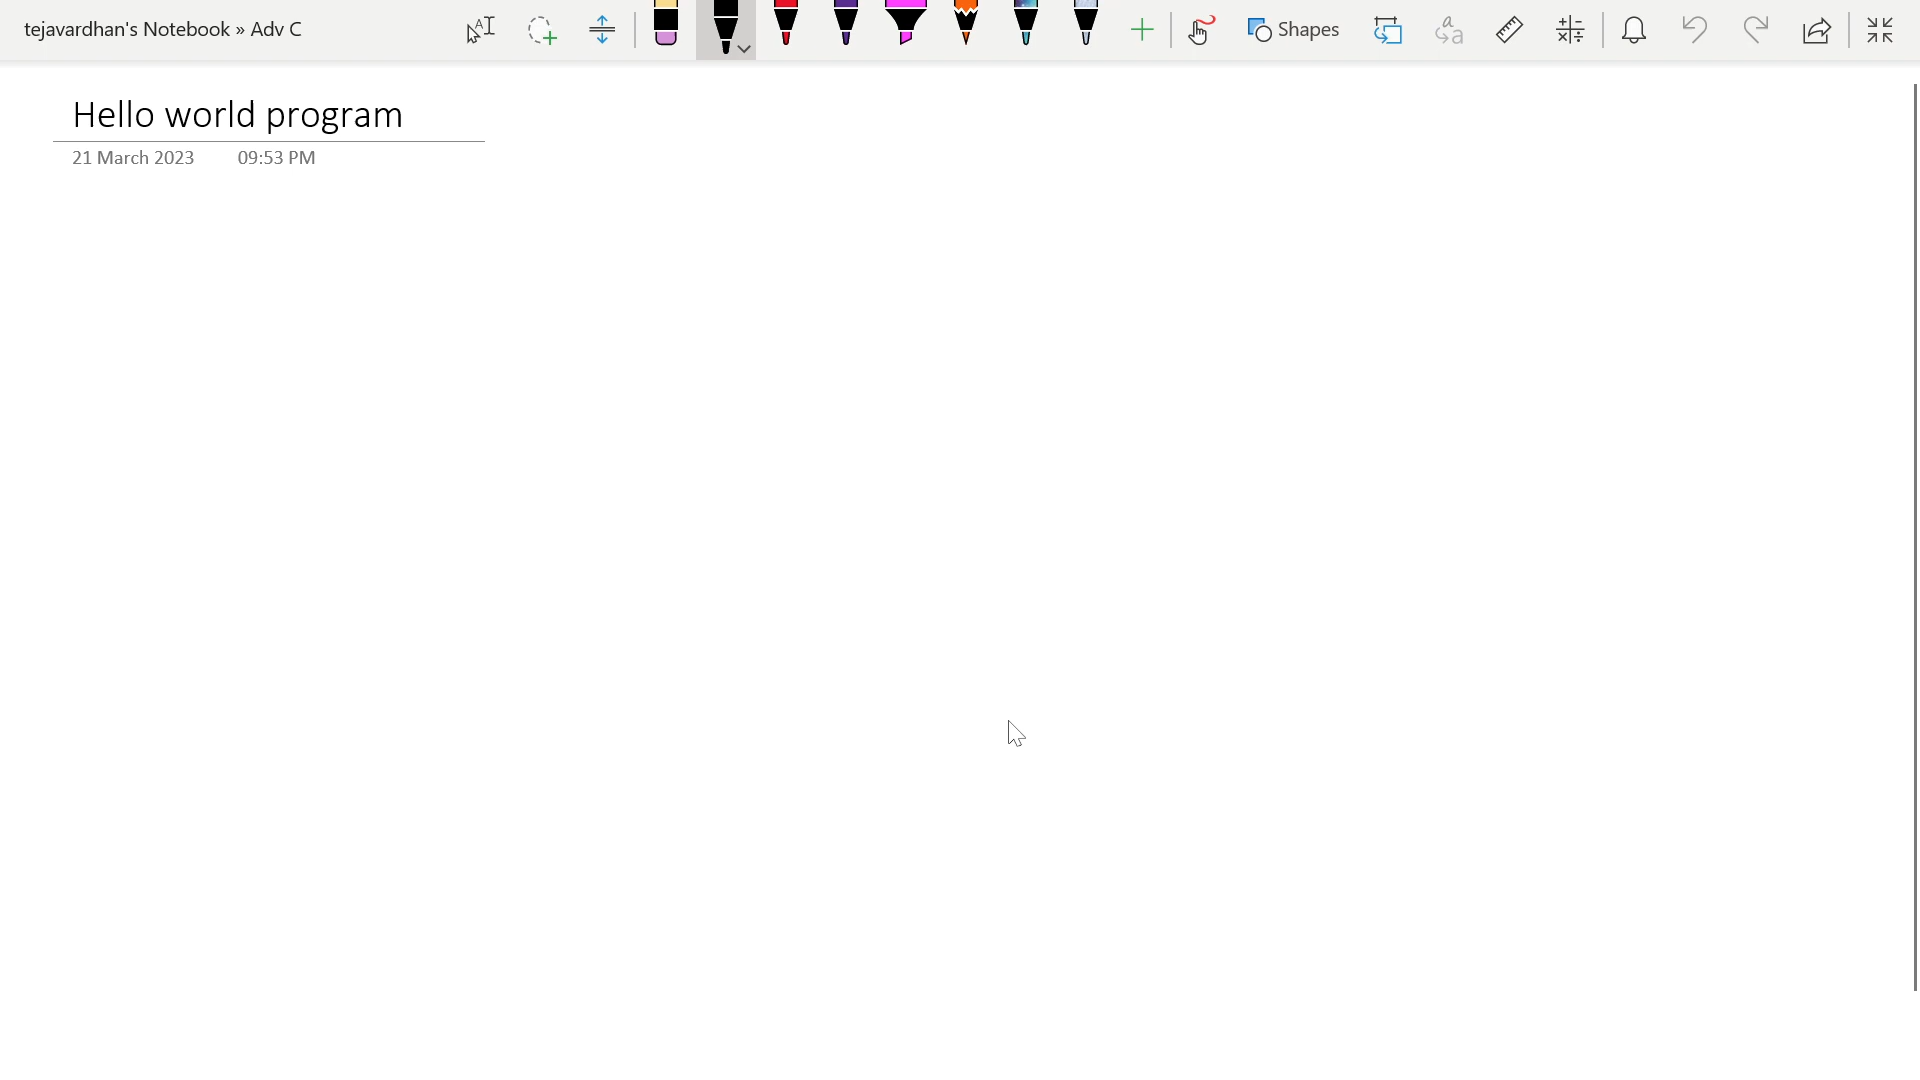 tejavardhan's Notebook » Adv C
Shapes
Hello world program
21 March 2023 09:53 PM